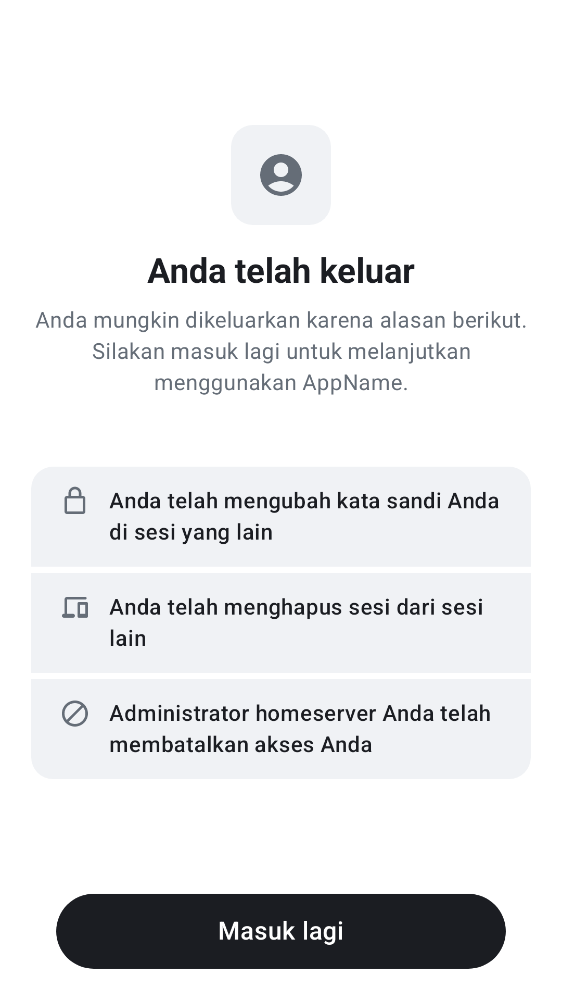 Anda telah keluar
Anda mungkin dikeluarkan karena alasan berikut.
Silakan masuk lagi untuk melanjutkan
menggunakan AppName.
Anda telah mengubah kata sandi Anda
di sesi yang lain
Anda telah menghapus sesi dari sesi
lain
Administrator homeserver Anda telah
membatalkan akses Anda
Masuk lagi